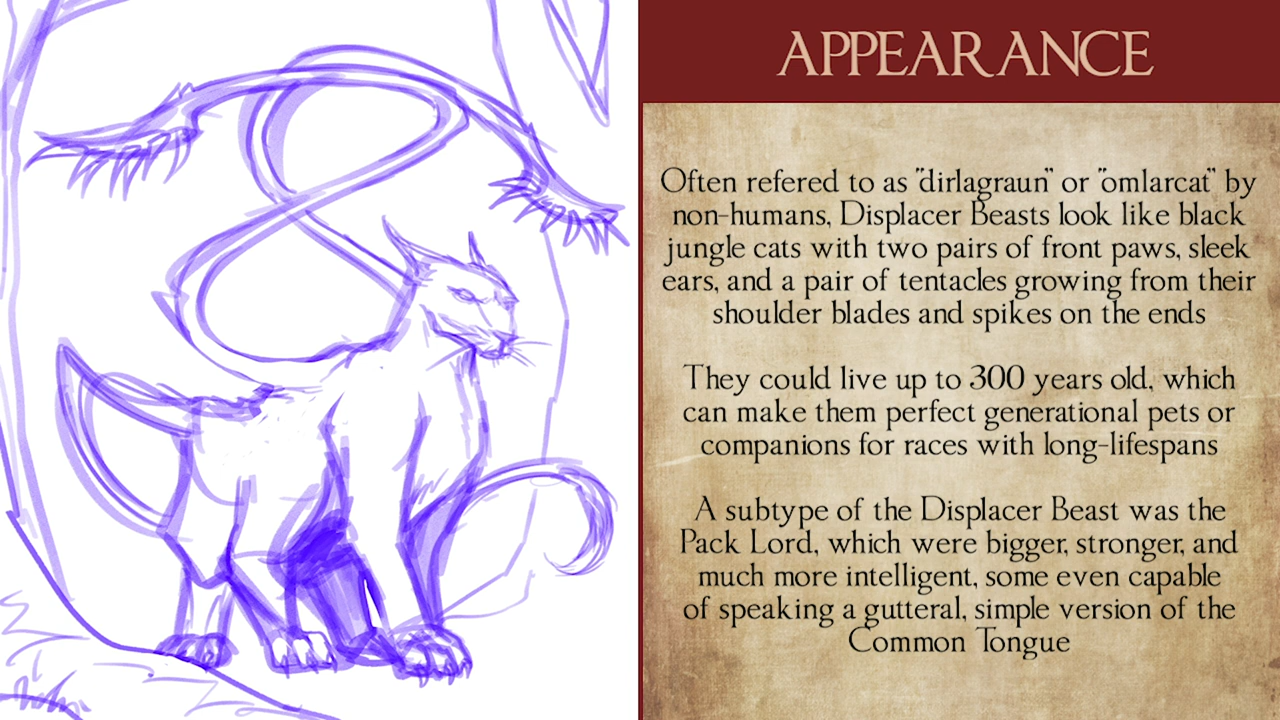 APPEARANCE
Often refered to as "dirlagraun" or "omlarcat" by
non-humans, Displacer Beasts look like black
jungle cats with two pairs of front paws, sleek
ears, and a pair of tentacles growing from their
shoulder blades and spikes on the ends
They could live up to 300 years old, which
can make them perfect generational pets or
companions for races with long-lifespans
A subtype of the Displacer Beast was the
Pack Lord, which were bigger, stronger, and
much more intelligent, some even capable
of speaking a gutteral, simple version of the
Common Tongue